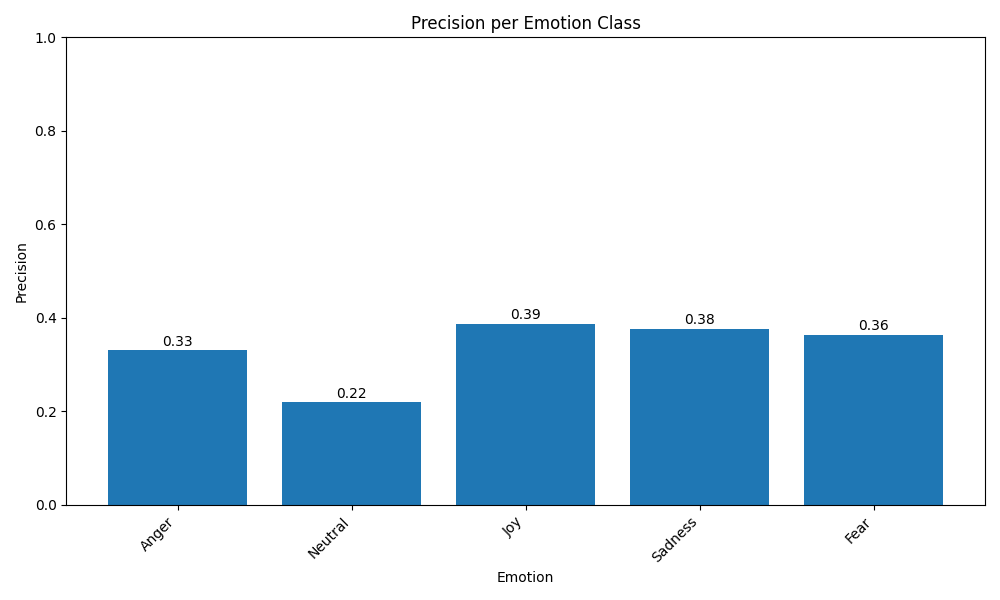 Precision per Emotion Class
Precision
1.0
0.8
0.6
0.4
0.2
0.0
0.33
0.22
0.39
0.38
0.36
Anger
Neutral
Joy
Sadness
Fear
Emotion